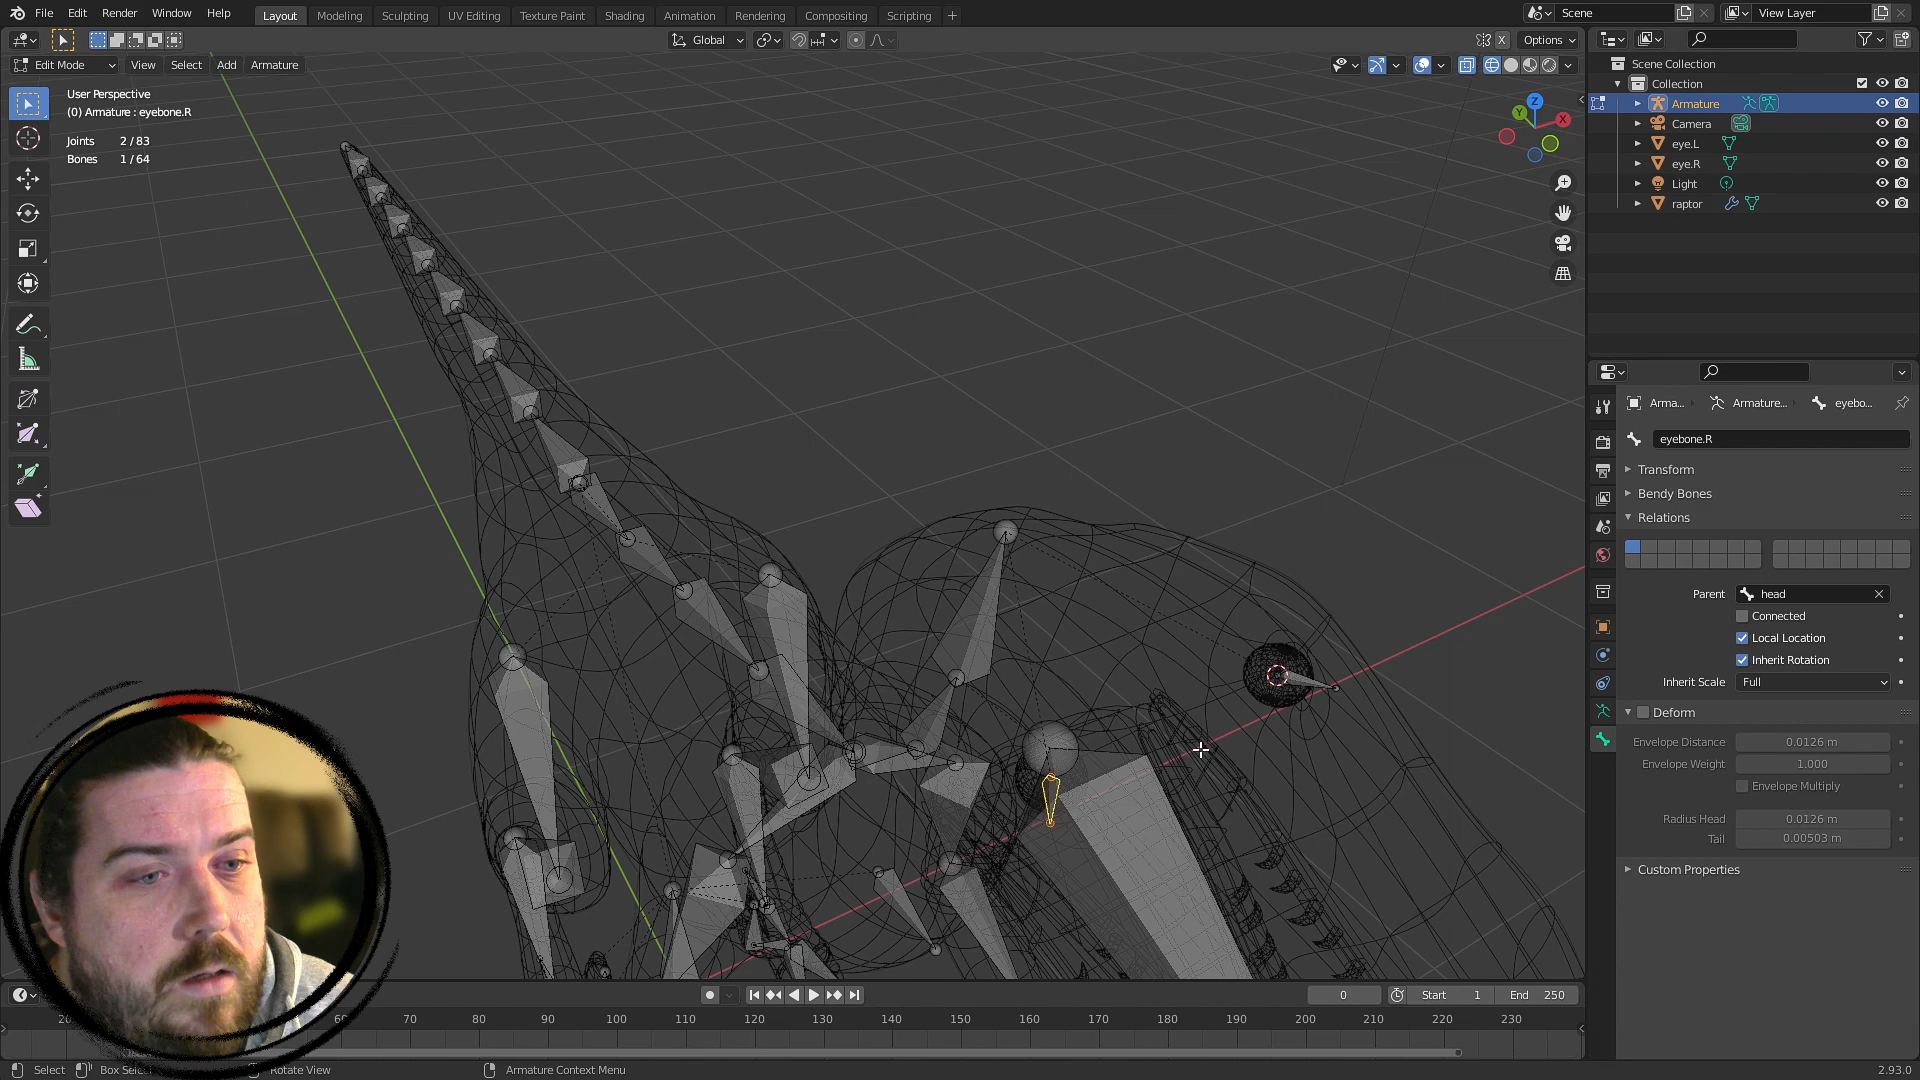 File Edit Render Window Help Layout Modeling Sculpting UV Editing Texture Paint Shading Animation Rendering Compositing Scripting + Scene View Layer
Global X Options
Edit Mode View Select Add Armature
User Perspective
(0) Armature : eyebone.R
Joints 2 / 83
Bones 1 / 64
Z
Y
X
Scene Collection
Collection
Armature
Camera
eye.L
eye.R
Light
raptor
Arma... Armature... eyebo...
eyebone.R
Transform
Bendy Bones
Relations
Parent head
Connected
Local Location
Inherit Rotation
Inherit Scale Full
Deform
Envelope Distance 0.0126 m
Envelope Weight 1.000
Envelope Multiply
Radius Head 0.0126 m
Tail 0.00503 m
Custom Properties
0 Start 1 End 250
60 70 80 90 100 110 120 130 140 150 160 170 180 190 200 210 220 230
Select Box Rotate View Armature Context Menu 2.93.0